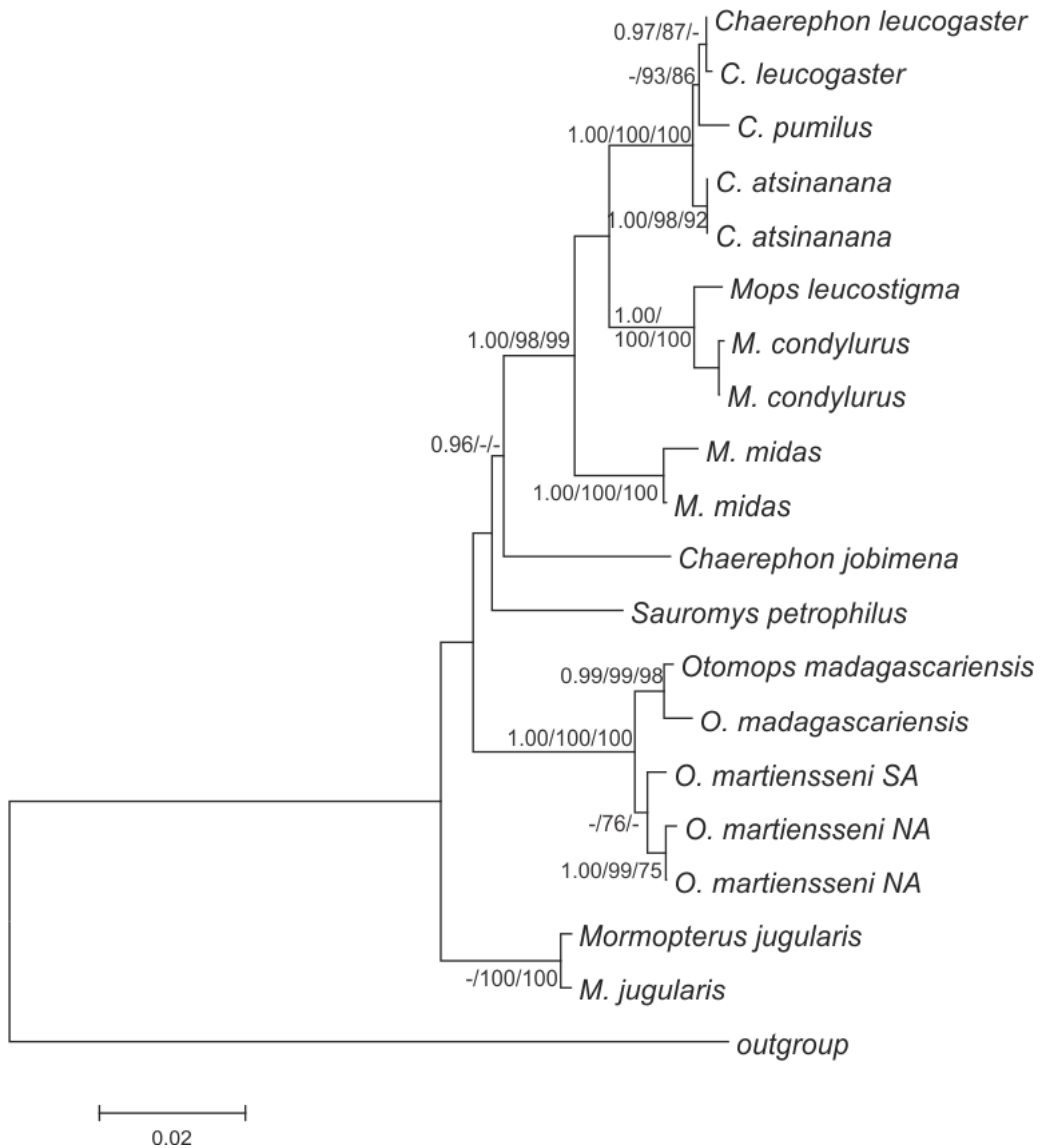 Chaerephon leucogaster
0.97/87/-
C. leucogaster
-/93/86
C. pumilus
1.00/100/100
C. atsinanana
1.00/98/92
C. atsinanana
Mops leucostigma
1.00/
100/100
M. condylurus
1.00/98/99
M. condylurus
0.96/-/-
M. midas
1.00/100/100
M. midas
Chaerephon jobimena
Sauromys petrophilus
Otomops madagascariensis
0.99/99/98
O. madagascariensis
1.00/100/100
O. martiensseni SA
-/76/-
O. martiensseni NA
1.00/99/75
O. martiensseni NA
Mormopterus jugularis
-/100/100
M. jugularis
outgroup
0.02